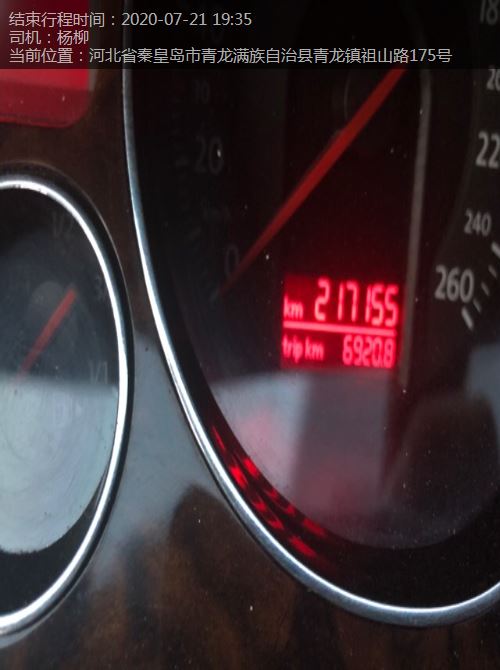 结束行程时间：2020-07-21 19:35
司机：杨柳
当前位置：河北省秦皇岛市青龙满族自治县青龙镇祖山路175号
20
22
240
0
260
km 217155
trip km 6920.8